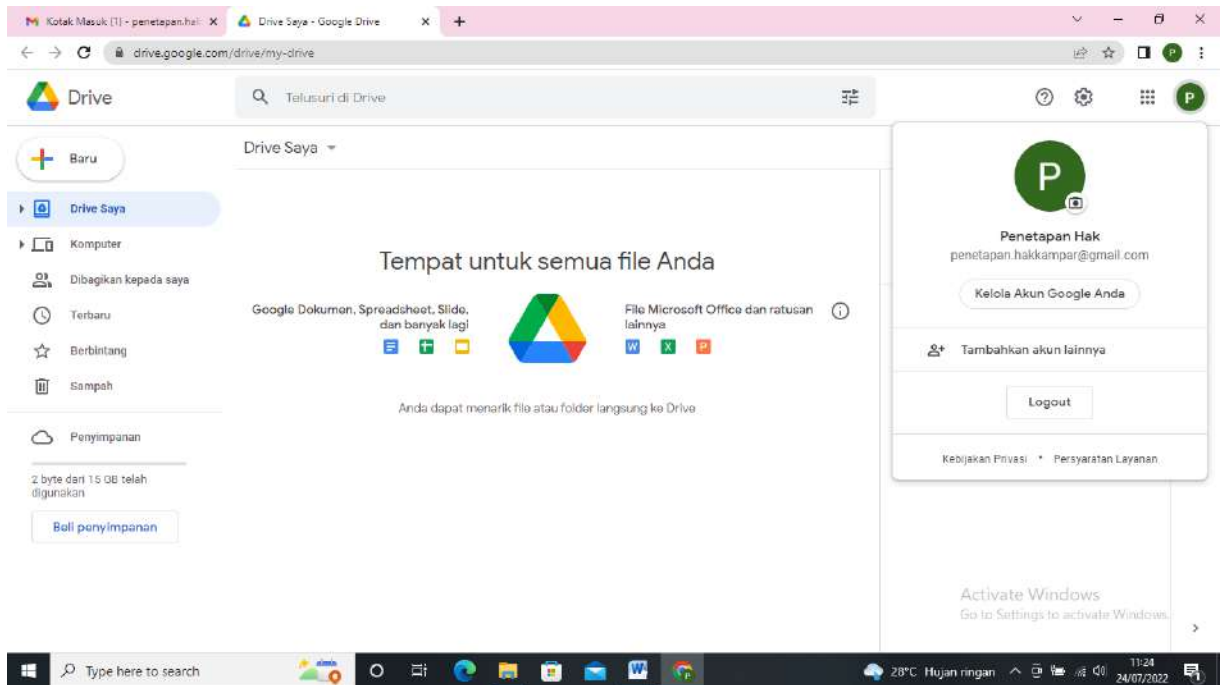 Kotak Masuk (1) - penetapan.hak
Drive Saya - Google Drive
drive.google.com/drive/my-drive
P
Drive
Telusuri di Drive
P
Baru
Drive Saya
Drive Saya
Komputer
Dibagikan kepada saya
Terbaru
Berbintang
Sampah
Penyimpanan
2 byte dari 15 GB telah
digunakan
Beli penyimpanan
Tempat untuk semua file Anda
Google Dokumen, Spreadsheet, Slide,
dan banyak lagi
File Microsoft Office dan ratusan
lainnya
W X P
Anda dapat menarik file atau folder langsung ke Drive
P
Penetapan Hak
penetapan.hakkampar@gmail.com
Kelola Akun Google Anda
Tambahkan akun lainnya
Logout
Kebijakan Privasi • Persyaratan Layanan
Activate Windows
Go to Settings to activate Windows.
Type here to search
W
28°C Hujan ringan
11:24
24/07/2022